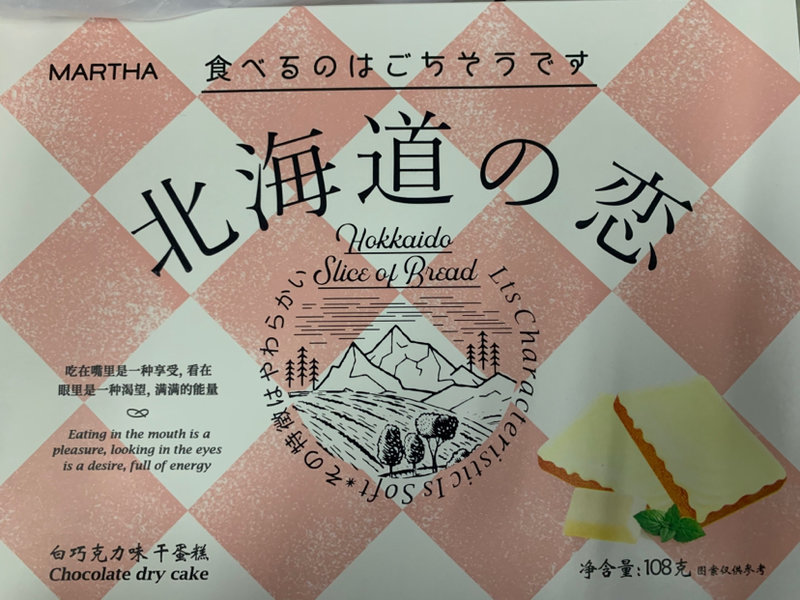 MARTHA
食べるのはごちそうです
北海道の恋
Hokkaido
Slice of Bread
その特徴はやわらかい
Lts Characteristic Is Soft*
吃在嘴里是一种享受, 看在
眼里是一种渴望, 满满的能量
Eating in the mouth is a
pleasure, looking in the eyes
is a desire, full of energy
白巧克力味 干蛋糕
Chocolate dry cake
净含量:108克 图案仅供参考